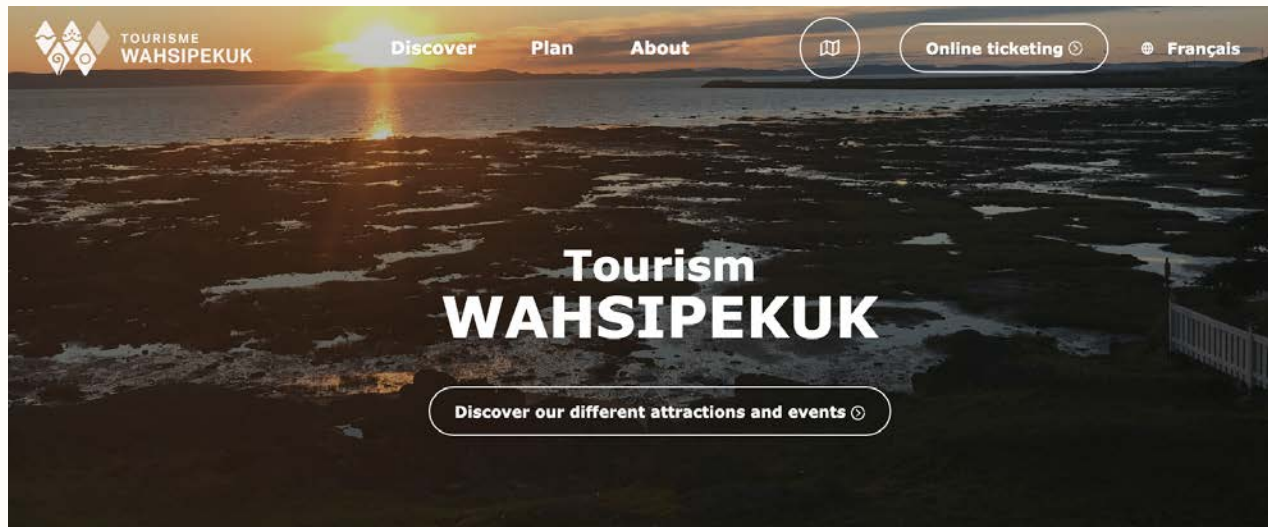 TOURISME
WAHSIPEKUK
Discover
Plan
About
Online ticketing
Français
Tourism
WAHSIPEKUK
Discover our different attractions and events